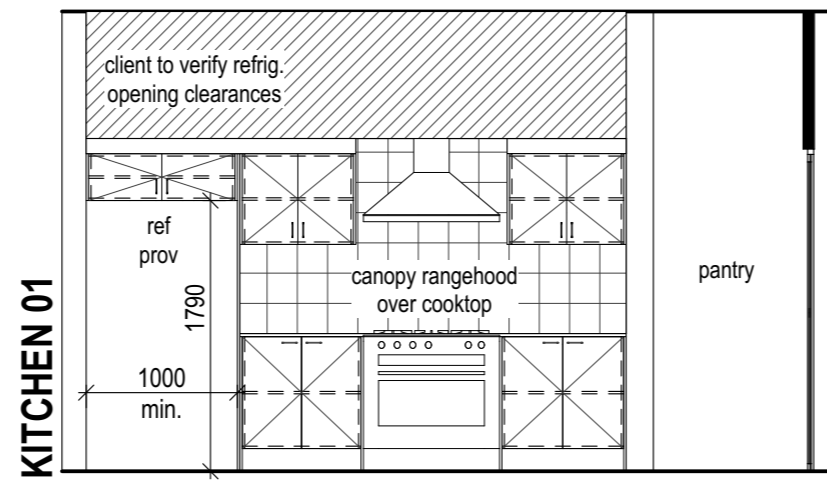 client to verify refrig.
opening clearances
ref
prov
1790
canopy rangehood
over cooktop
pantry
1000
min.
KITCHEN 01